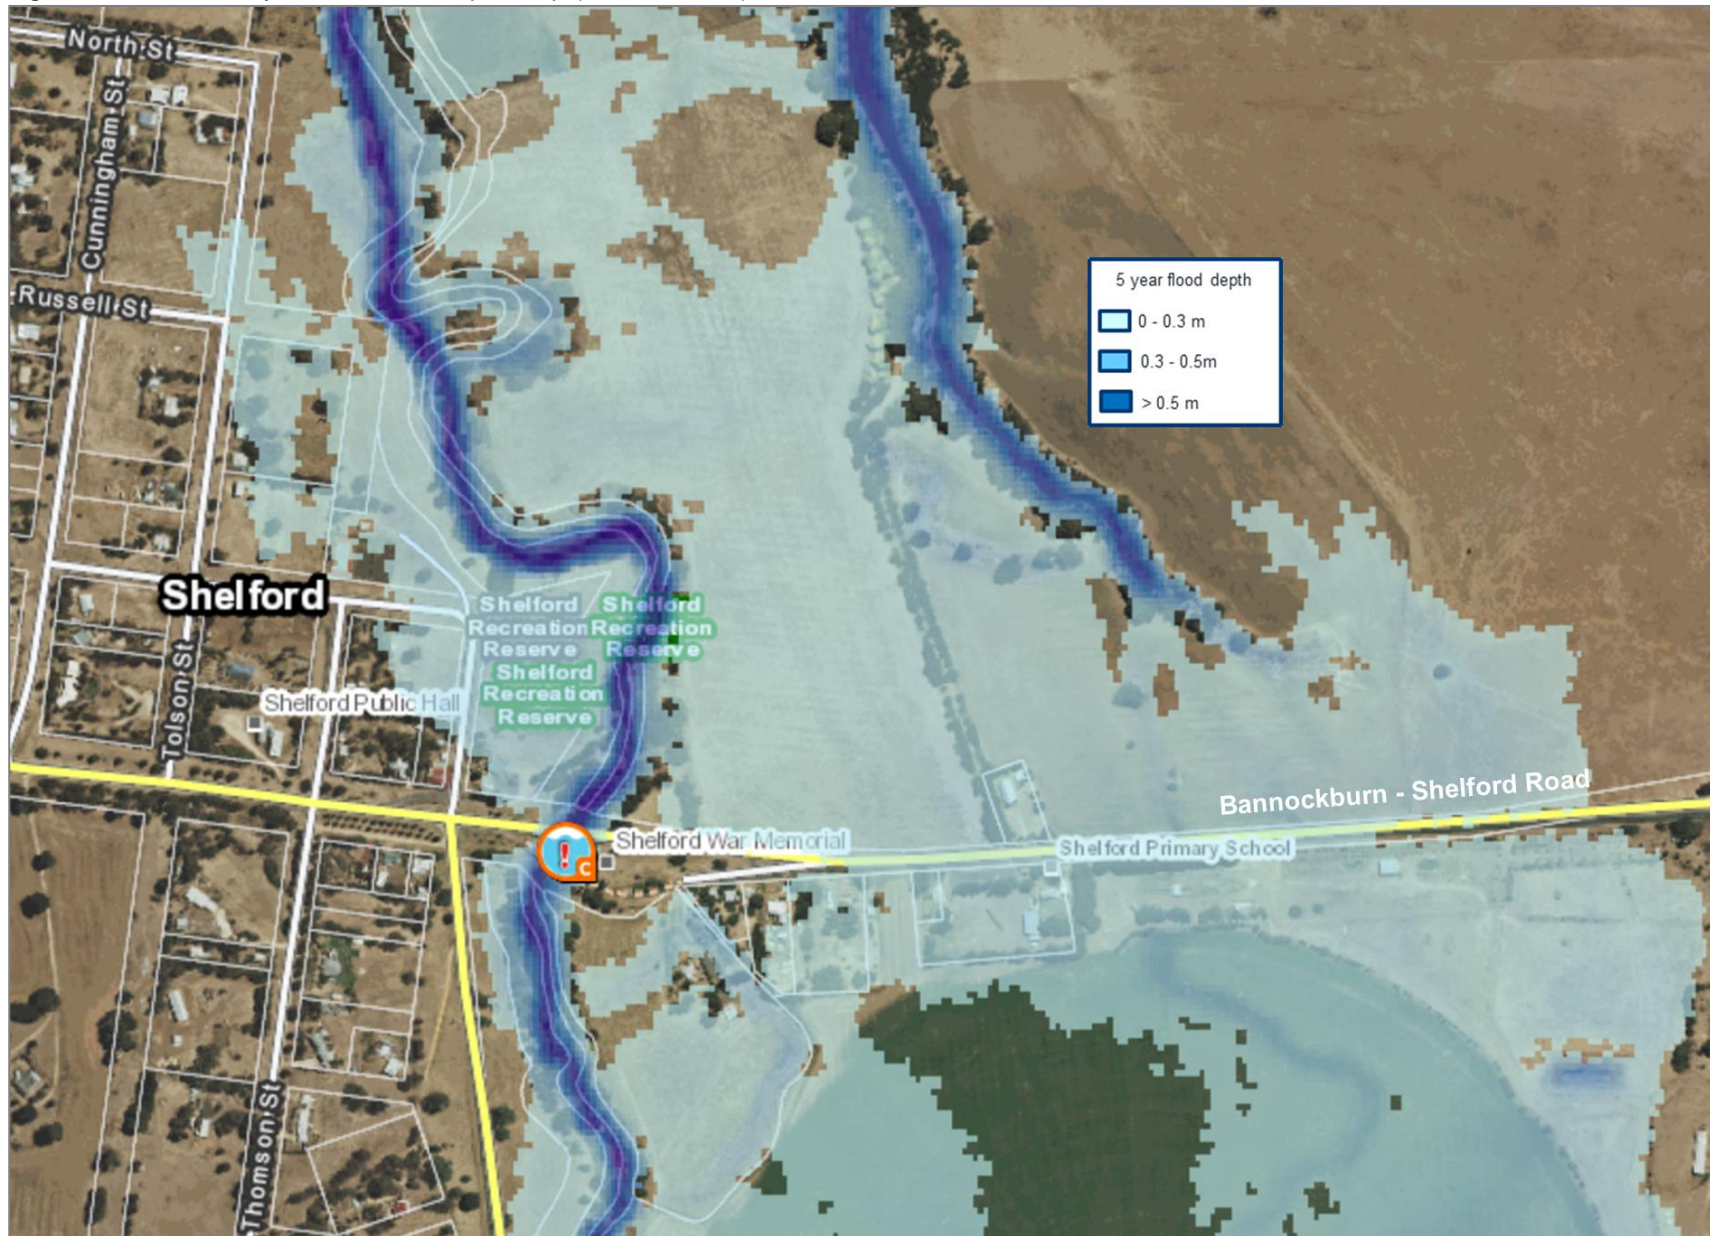 North St
Cunningham St
Russell St
5 year flood depth
0 - 0.3 m
0.3 - 0.5m
> 0.5 m
Shelford
Shelford
Recreation
Reserve
Shelford
Recreation
Reserve
Shelford
Recreation
Reserve
Tolson St
Shelford Public Hall
Bannockburn - Shelford Road
Shelford War Memorial
Shelford Primary School
!
C
Thomson St